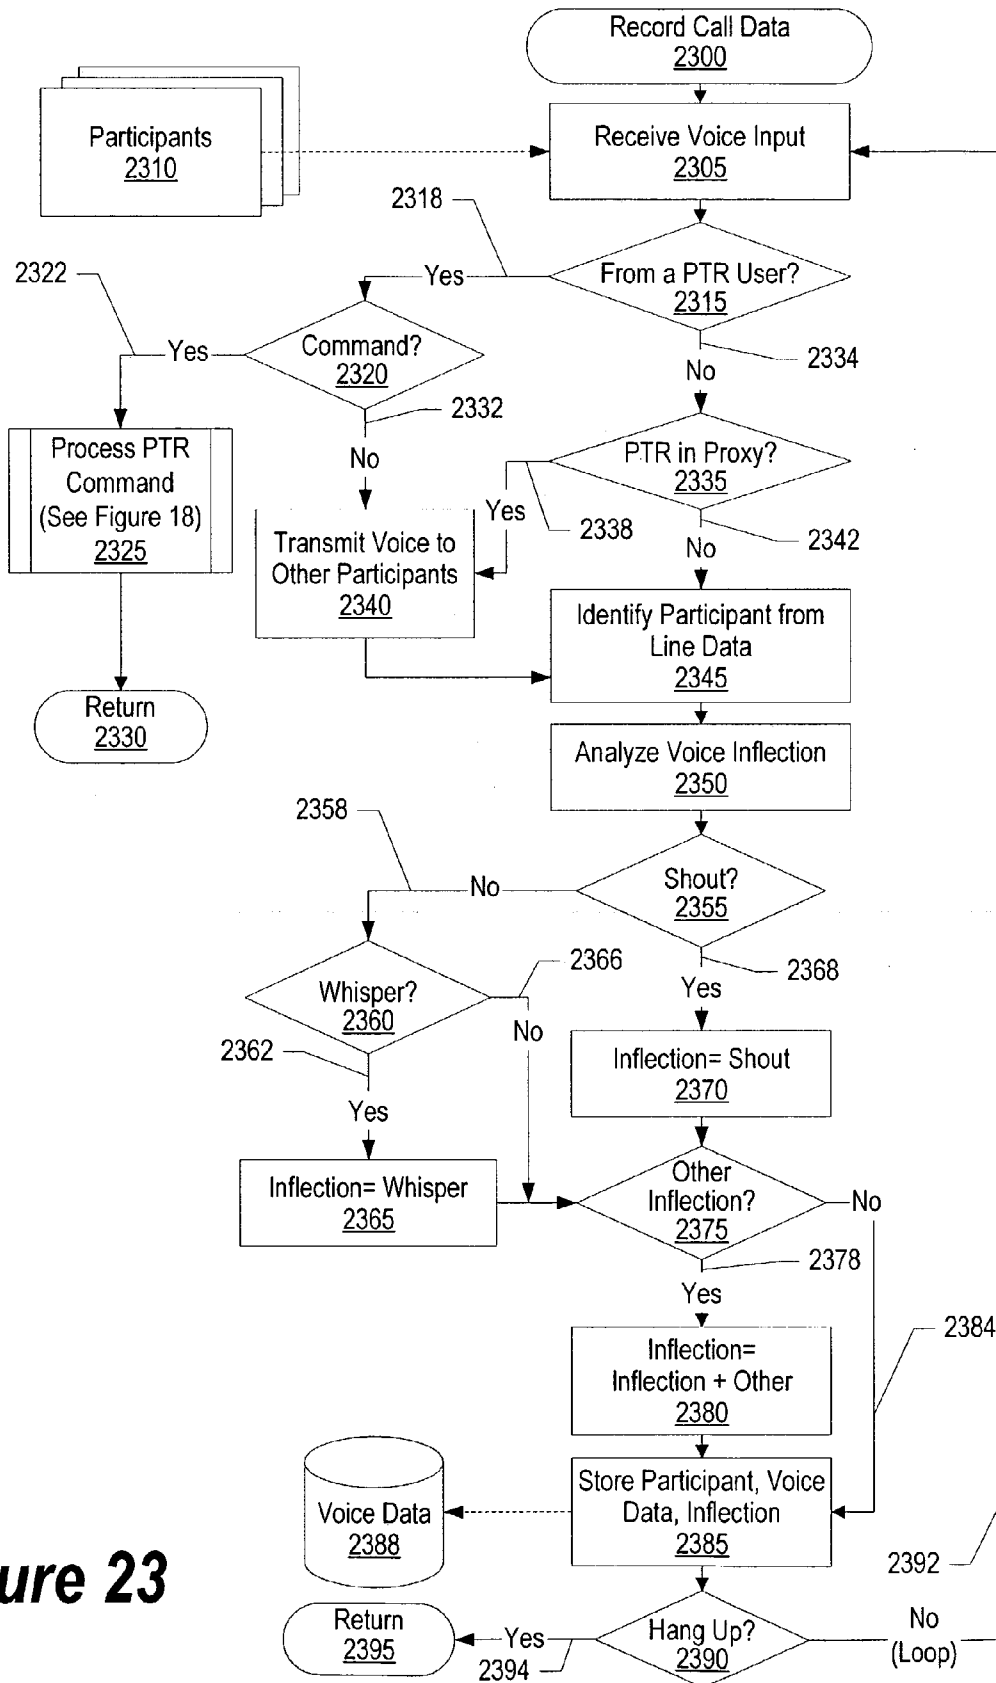 Record Call Data
2300
Participants
2310
Receive Voice Input
2305
2318
2322
Yes
From a PTR User?
2315
Yes
Command?
2320
2334
No
2332
No
Process PTR
Command
(See Figure 18)
2325
PTR in Proxy?
2335
Yes
2338
2342
No
Transmit Voice to
Other Participants
2340
Identify Participant from
Line Data
2345
Return
2330
Analyze Voice Inflection
2350
2358
No
Shout?
2355
2366
2368
Whisper?
2360
No
Yes
2362
Yes
Inflection= Shout
2370
Inflection= Whisper
2365
Other
Inflection?
2375
No
2378
Yes
2384
Inflection=
Inflection + Other
2380
Voice Data
2388
Store Participant, Voice
Data, Inflection
2385
2392
ure 23
Return
2395
Yes
2394
Hang Up?
2390
No
(Loop)